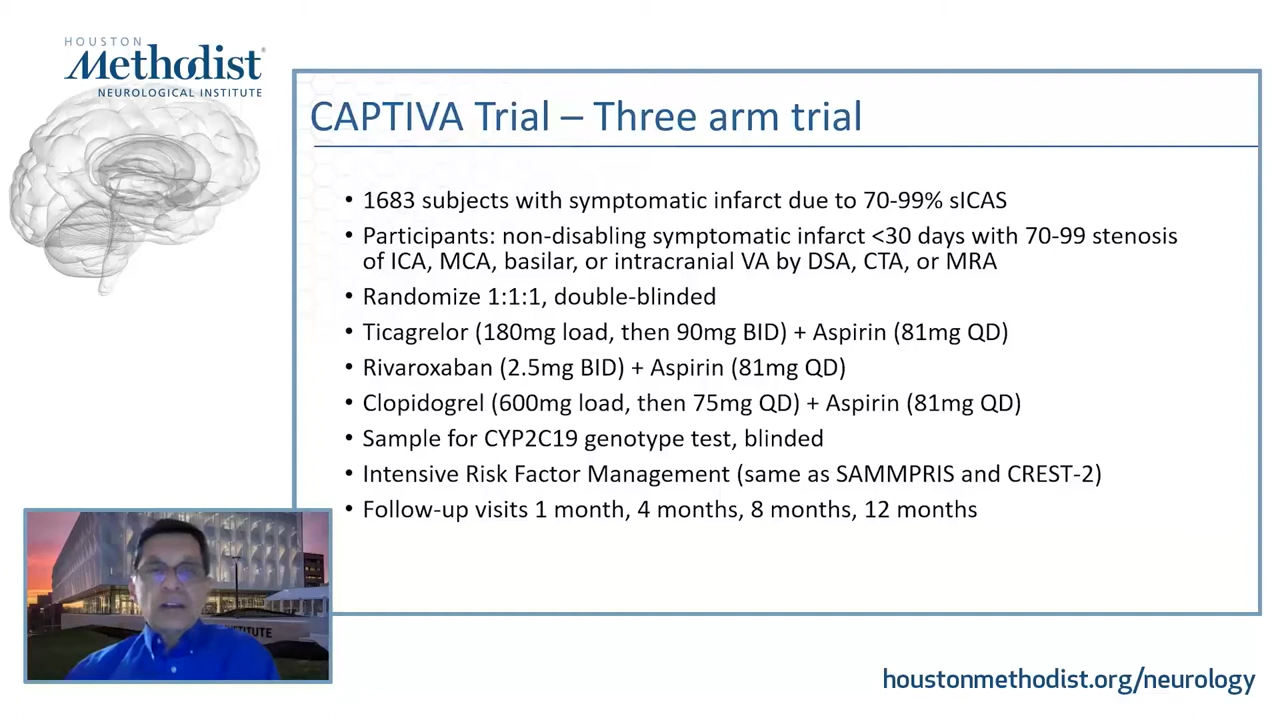 HOUSTON
Methodist
NEUROLOGICAL INSTITUTE
CAPTIVA Trial – Three arm trial
• 1683 subjects with symptomatic infarct due to 70-99% sICAS
• Participants: non-disabling symptomatic infarct <30 days with 70-99 stenosis
of ICA, MCA, basilar, or intracranial VA by DSA, CTA, or MRA
• Randomize 1:1:1, double-blinded
• Ticagrelor (180mg load, then 90mg BID) + Aspirin (81mg QD)
• Rivaroxaban (2.5mg BID) + Aspirin (81mg QD)
• Clopidogrel (600mg load, then 75mg QD) + Aspirin (81mg QD)
• Sample for CYP2C19 genotype test, blinded
• Intensive Risk Factor Management (same as SAMMPRIS and CREST-2)
• Follow-up visits 1 month, 4 months, 8 months, 12 months
houstonmethodist.org/neurology